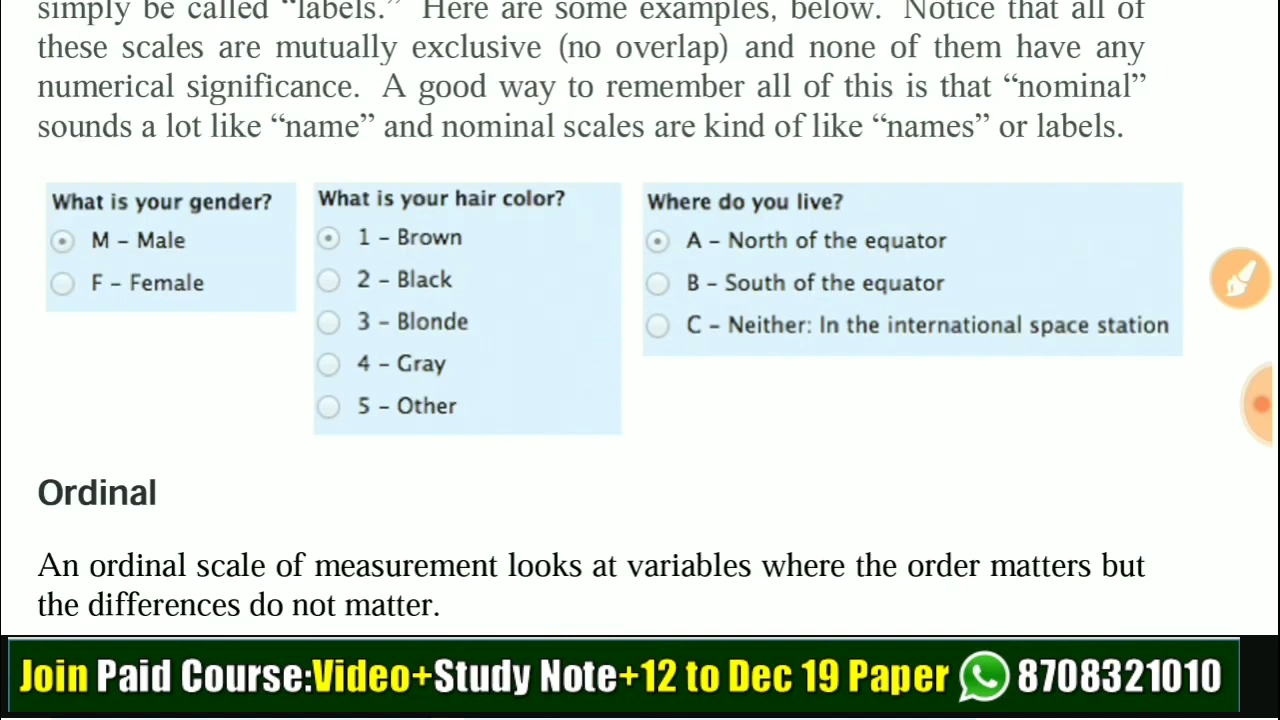 simply be called “labels.” Here are some examples, below. Notice that all of
these scales are mutually exclusive (no overlap) and none of them have any
numerical significance. A good way to remember all of this is that “nominal”
sounds a lot like “name” and nominal scales are kind of like “names” or labels.
What is your gender?
M – Male
F – Female
What is your hair color?
1 – Brown
2 – Black
3 – Blonde
4 – Gray
5 – Other
Where do you live?
A – North of the equator
B – South of the equator
C – Neither: In the international space station
Ordinal
An ordinal scale of measurement looks at variables where the order matters but
the differences do not matter.
Join Paid Course:Video+Study Note+12 to Dec 19 Paper 8708321010